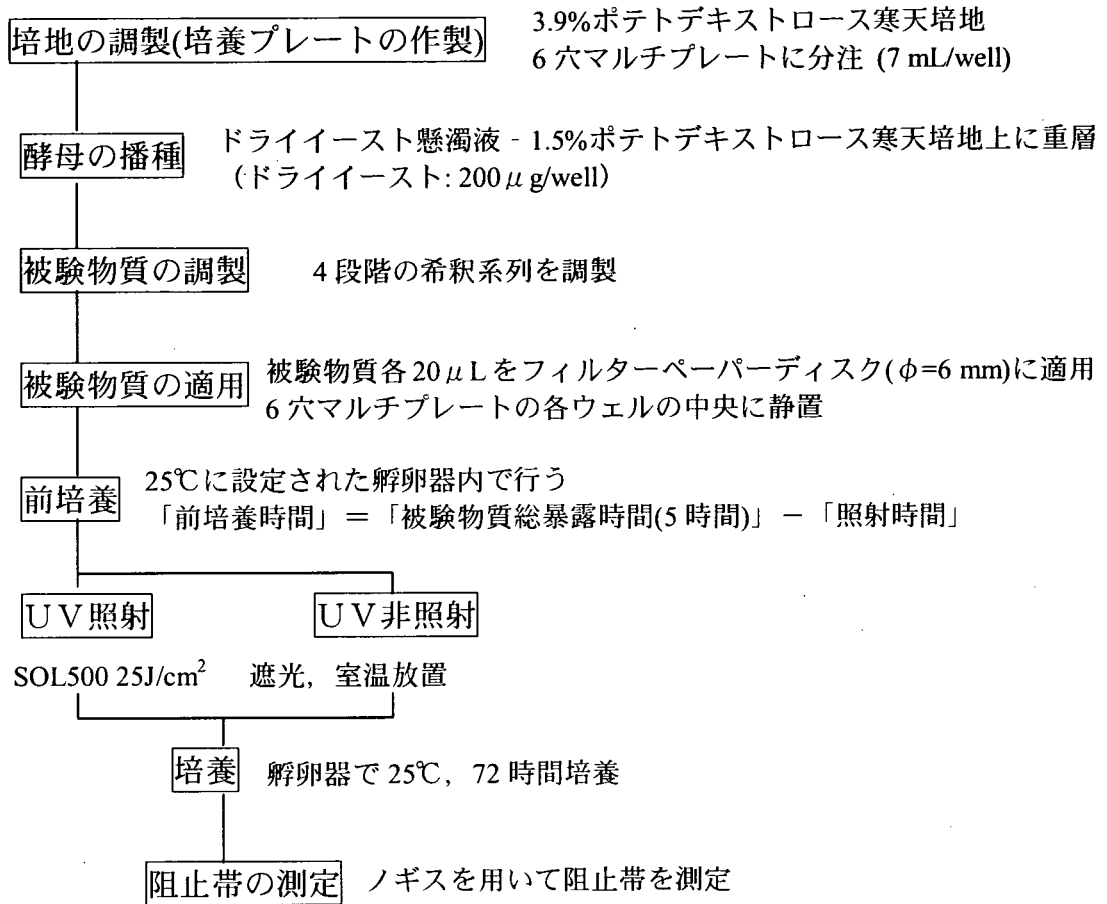 培地の調製(培養プレートの作製)
3.9%ポテトデキストロース寒天培地
6穴マルチプレートに分注 (7 mL/well)
酵母の播種
ドライイースト懸濁液 - 1.5%ポテトデキストロース寒天培地上に重層
(ドライイースト: 200μg/well)
被験物質の調製
4段階の希釈系列を調製
被験物質の適用
被験物質各20μLをフィルターペーパーディスク(φ=6 mm)に適用
6穴マルチプレートの各ウェルの中央に静置
前培養
25℃に設定された孵卵器内で行う
「前培養時間」=「被験物質総暴露時間(5時間)」-「照射時間」
UV照射
UV非照射
SOL500 25J/cm²
遮光，室温放置
培養
孵卵器で25℃，72時間培養
阻止帯の測定
ノギスを用いて阻止帯を測定